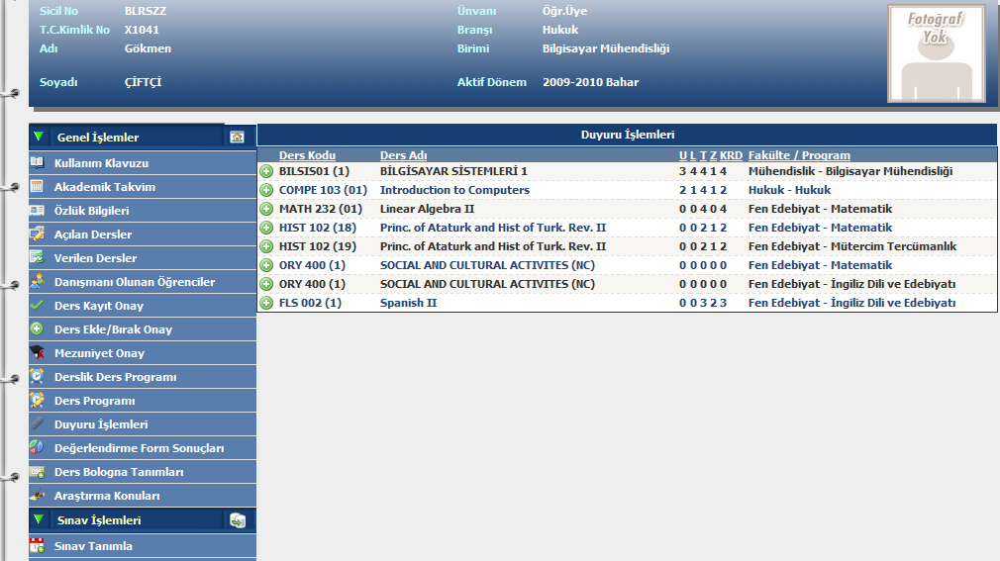 Sicil No BLRSZZ Ünvanı Öğr.Üye
T.C.Kimlik No X1041 Branşı Hukuk
Adı Gökmen Birimi Bilgisayar Mühendisliği
Soyadı ÇİFTÇİ Aktif Dönem 2009-2010 Bahar
Fotoğraf
Yok
Genel İşlemler
Kullanım Klavuzu
Akademik Takvim
Özlük Bilgileri
Açılan Dersler
Verilen Dersler
Danışmanı Olunan Öğrenciler
Ders Kayıt Onay
Ders Ekle/Bırak Onay
Mezuniyet Onay
Derslik Ders Programı
Ders Programı
Duyuru İşlemleri
Değerlendirme Form Sonuçları
Ders Bologna Tanımları
Araştırma Konuları
Sınav İşlemleri
Sınav Tanımla
Duyuru İşlemleri
Ders Kodu Ders Adı U L T Z KRD Fakülte / Program
BILSIS01 (1) BİLGİSAYAR SİSTEMLERİ 1 3 4 4 1 4 Mühendislik - Bilgisayar Mühendisliği
COMPE 103 (01) Introduction to Computers 2 1 4 1 2 Hukuk - Hukuk
MATH 232 (01) Linear Algebra II 0 0 4 0 4 Fen Edebiyat - Matematik
HIST 102 (18) Princ. of Ataturk and Hist of Turk. Rev. II 0 0 2 1 2 Fen Edebiyat - Matematik
HIST 102 (19) Princ. of Ataturk and Hist of Turk. Rev. II 0 0 2 1 2 Fen Edebiyat - Mütercim Tercümanlık
ORY 400 (1) SOCIAL AND CULTURAL ACTIVITES (NC) 0 0 0 0 0 Fen Edebiyat - Matematik
ORY 400 (1) SOCIAL AND CULTURAL ACTIVITES (NC) 0 0 0 0 0 Fen Edebiyat - İngiliz Dili ve Edebiyatı
FLS 002 (1) Spanish II 0 0 3 2 3 Fen Edebiyat - İngiliz Dili ve Edebiyatı